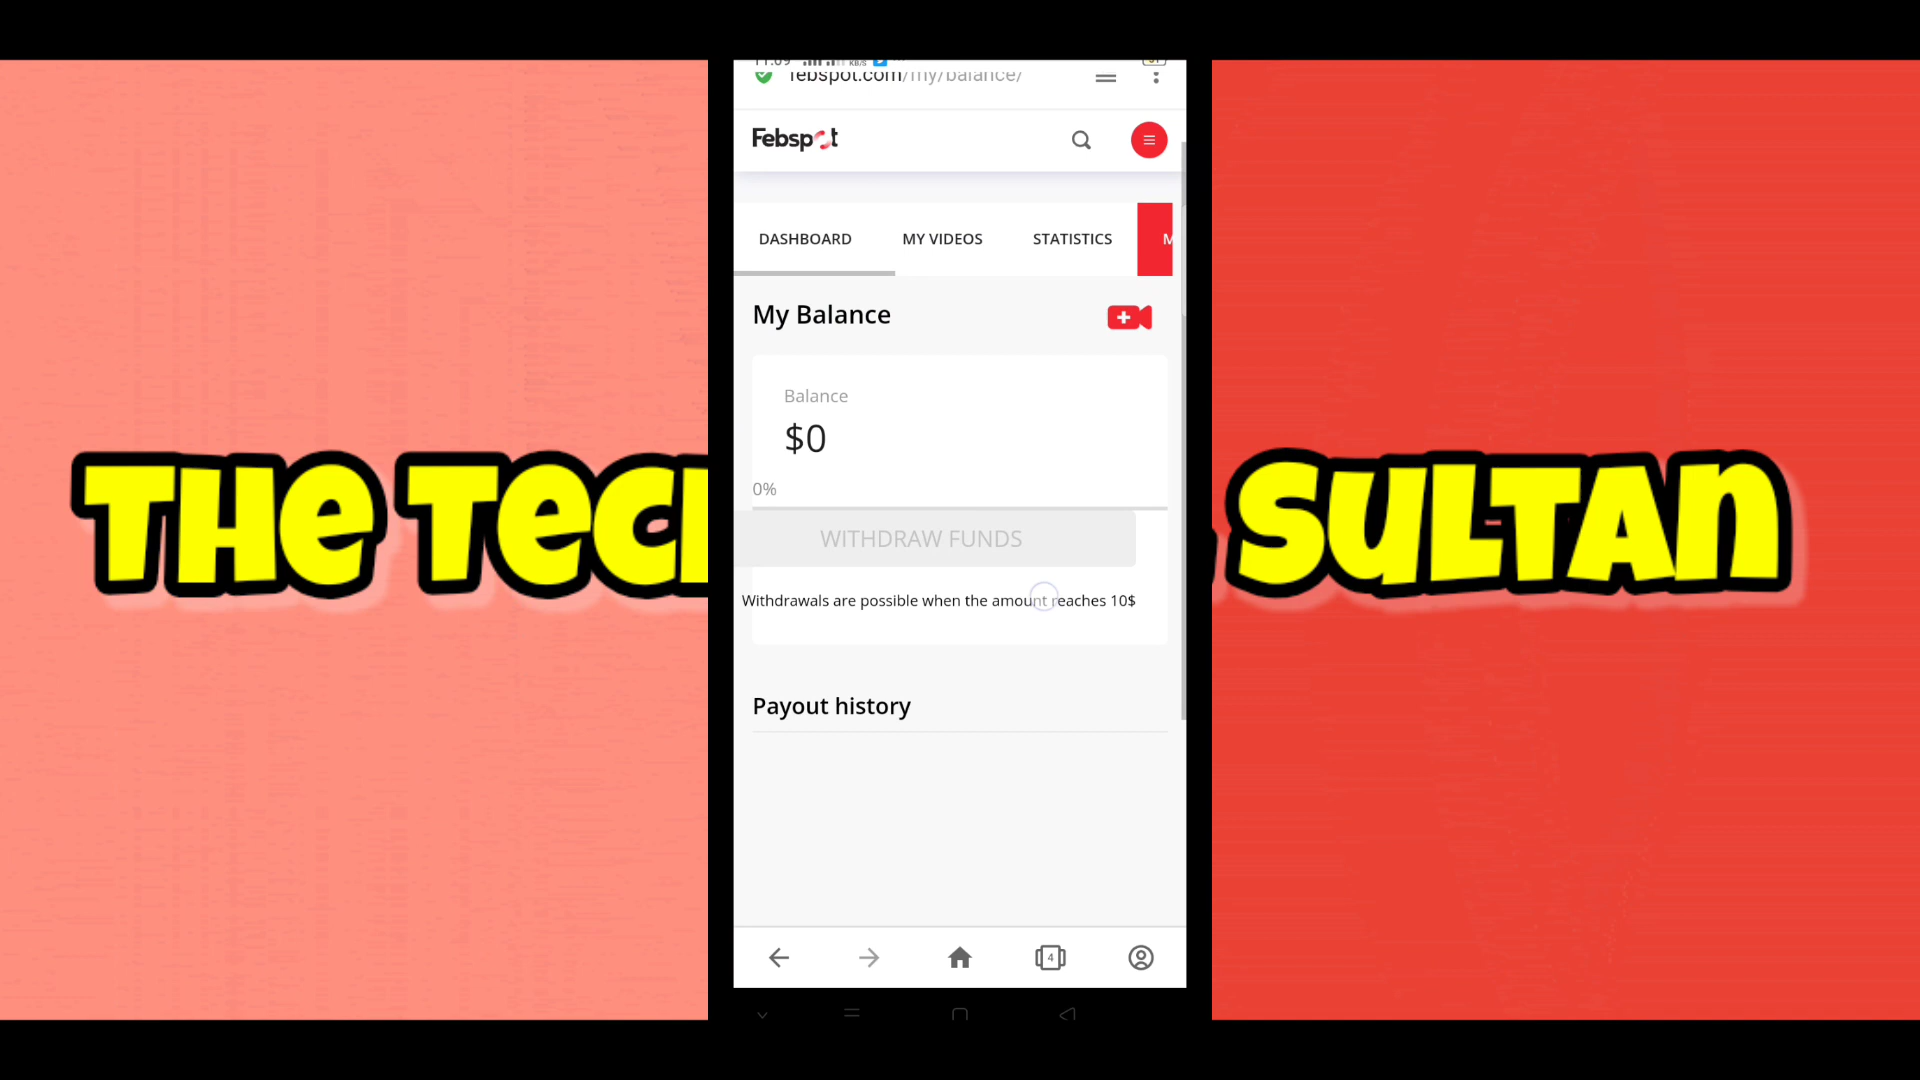 febspot.com/my/balance/
Febspot
DASHBOARD MY VIDEOS STATISTICS M
My Balance
Balance
$0
0%
WITHDRAW FUNDS
Withdrawals are possible when the amount reaches 10$
Payout history
4
THE TECH
SULTAN